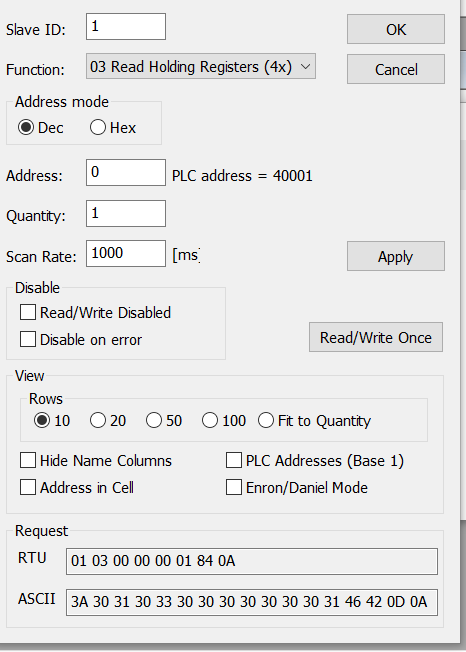 Slave ID: 1 OK
Function: 03 Read Holding Registers (4x) Cancel
Address mode
Dec Hex
Address: 0 PLC address = 40001
Quantity: 1
Scan Rate: 1000 [ms] Apply
Disable
Read/Write Disabled
Disable on error Read/Write Once
View
Rows
10 20 50 100 Fit to Quantity
Hide Name Columns PLC Addresses (Base 1)
Address in Cell Enron/Daniel Mode
Request
RTU 01 03 00 00 00 01 84 0A
ASCII 3A 30 31 30 33 30 30 30 30 30 30 30 31 46 42 0D 0A